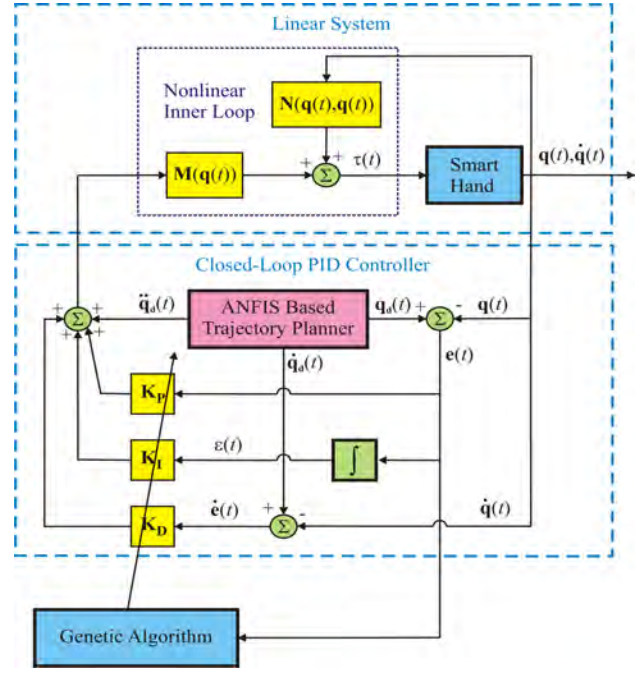 Linear System
Nonlinear
Inner Loop
N(q(t),q(t))
+ +
Σ
τ(t)
M(q(t))
Smart
Hand
q(t),q̇(t)
Closed-Loop PID Controller
+ + + +
Σ
q̈d(t)
ANFIS Based
Trajectory Planner
qd(t)
+ -
Σ
q(t)
q̇d(t)
e(t)
KP
KI
ε(t)
∫
KD
ė(t)
+ -
Σ
q̇(t)
Genetic Algorithm